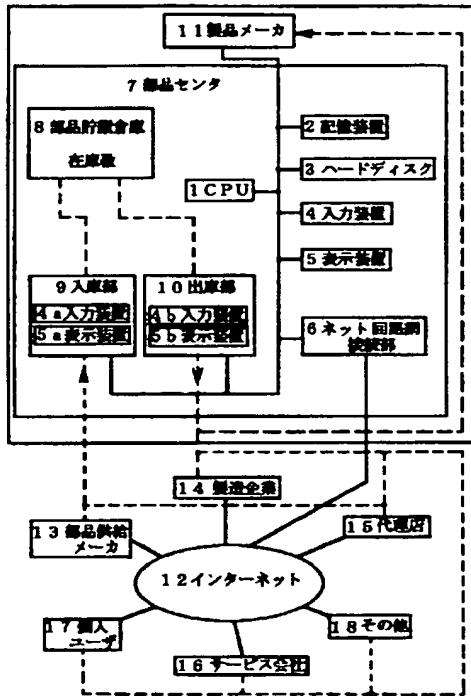 11製品メーカ
7部品センタ
8部品貯蔵倉庫
在庫数
2記憶装置
3ハードディスク
1CPU
4入力装置
5表示装置
9入庫部
4a入力装置
5a表示装置
10出庫部
4b入力装置
5b表示装置
6ネット回路網
接続部
14製造企業
13部品供給
メーカ
15代理店
12インターネット
17個人
ユーザ
18その他
16サービス会社